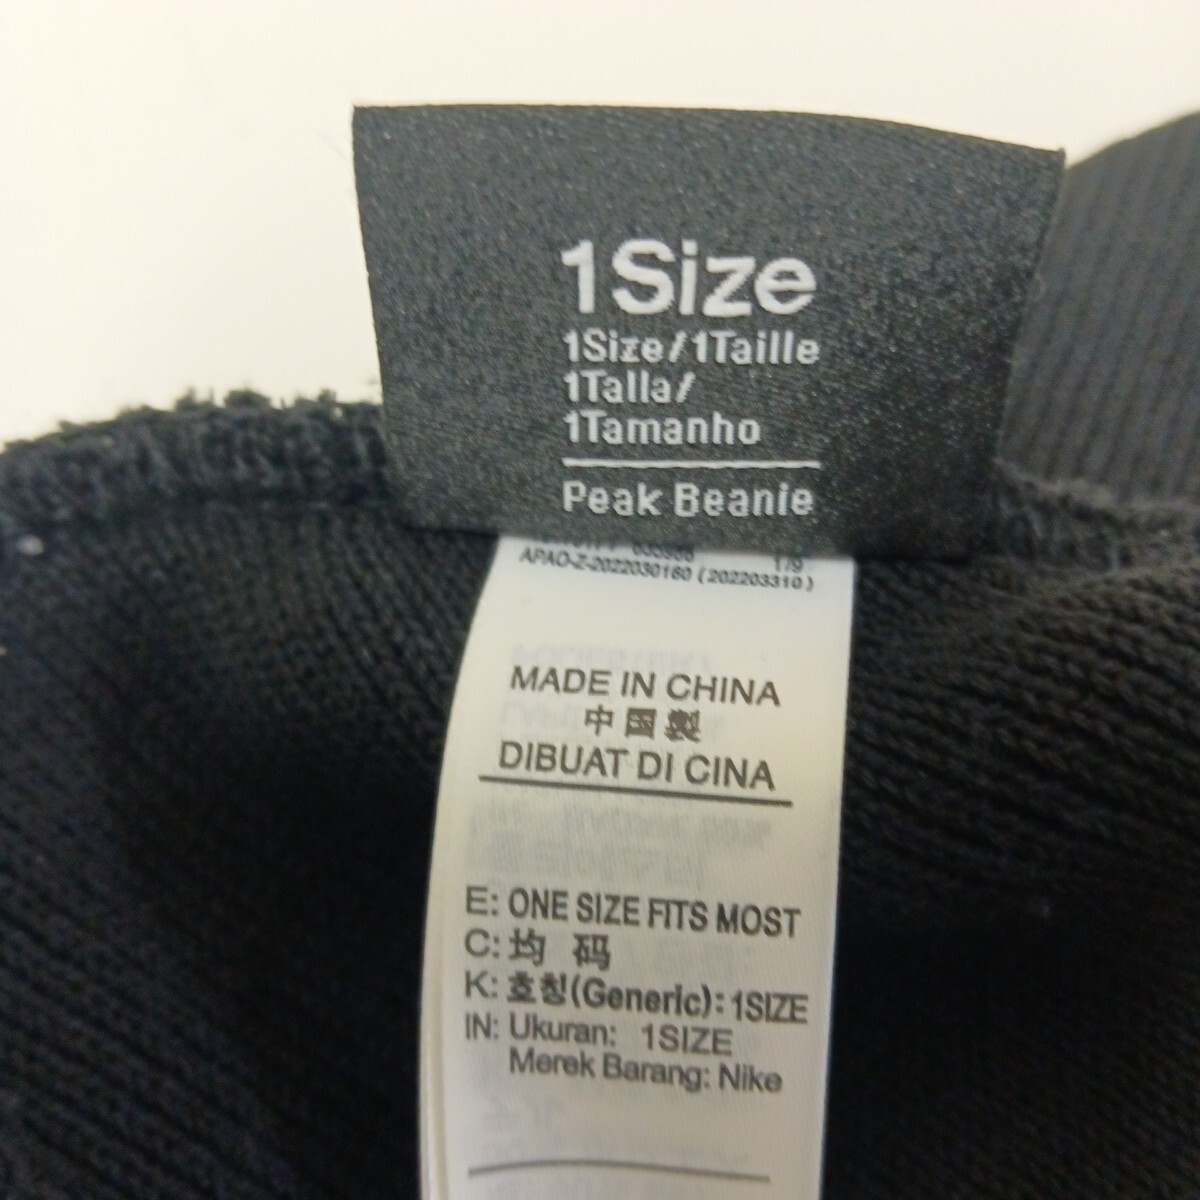 1Size
1Size/1Taille
1Talla/
1Tamanho
Peak Beanie
APAO-Z-2022030160 (202203310)
MADE IN CHINA
中国製
DIBUAT DI CINA
E: ONE SIZE FITS MOST
C: 均 码
K: 호칭(Generic): 1SIZE
IN: Ukuran: 1SIZE
Merek Barang: Nike